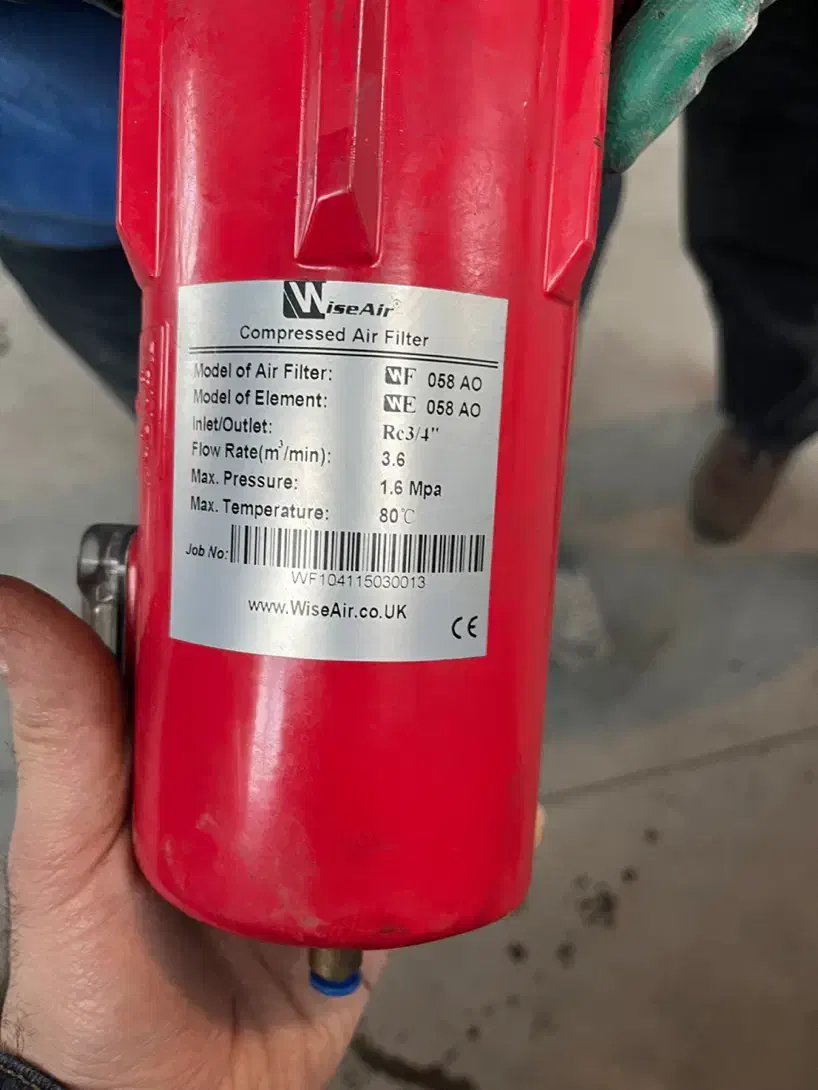 WiseAir®
Compressed Air Filter
Model of Air Filter: WF 058 AO
Model of Element: WE 058 AO
Inlet/Outlet: Rc3/4"
Flow Rate(m³/min): 3.6
Max. Pressure: 1.6 Mpa
Max. Temperature: 80℃
Job No:
WF104115030013
www.WiseAir.co.UK
CE